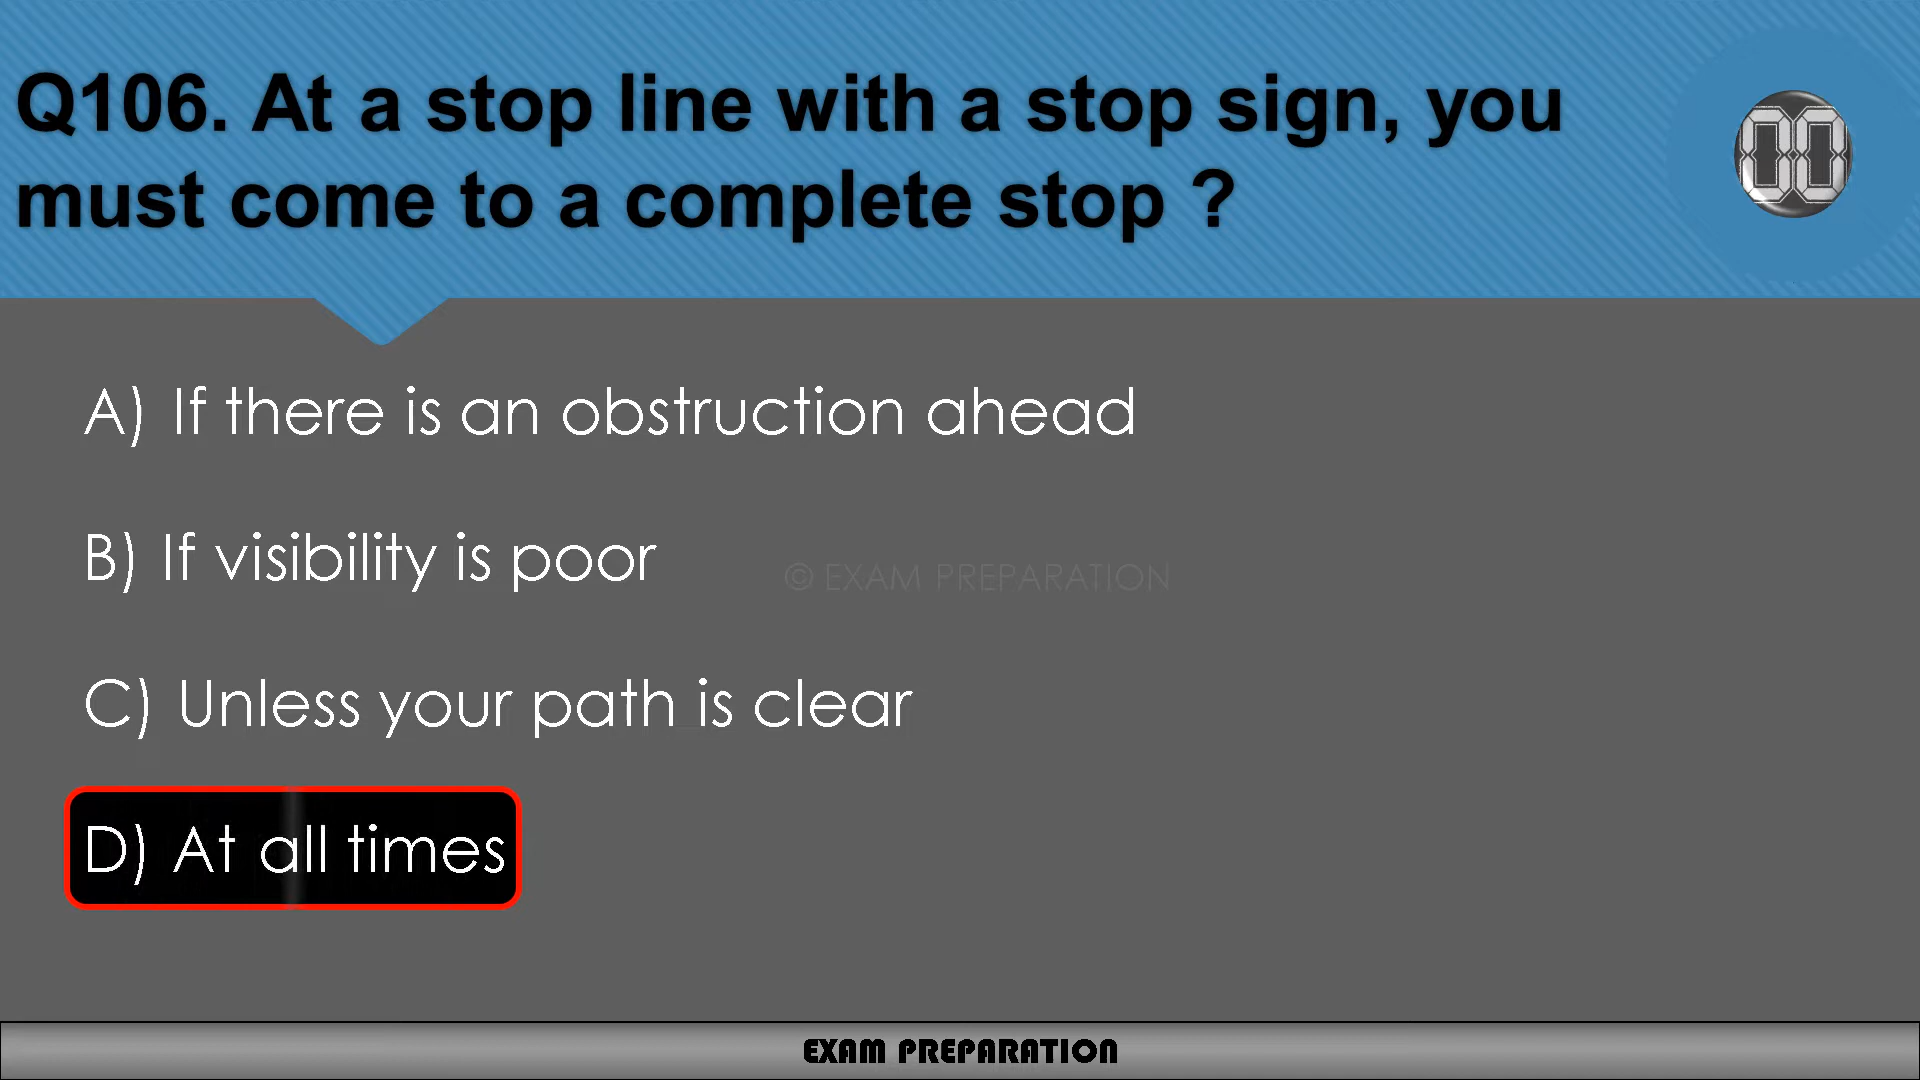 Q106. At a stop line with a stop sign, you
must come to a complete stop ?
00
A) If there is an obstruction ahead
B) If visibility is poor
© EXAM PREPARATION
C) Unless your path is clear
D) At all times
EXAM PREPARATION